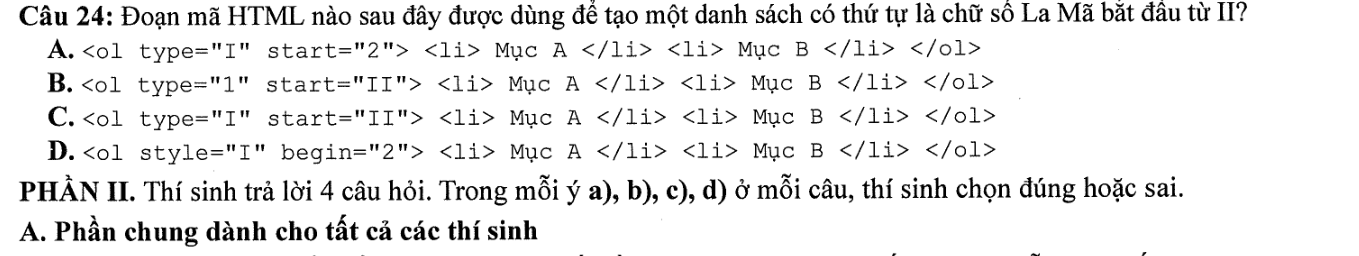 Câu 24: Đoạn mã HTML nào sau đây được dùng để tạo một danh sách có thứ tự là chữ số La Mã bắt đầu từ II?
A. <ol type="I" start="2"> <li> Mục A </li> <li> Mục B </li> </ol>
B. <ol type="1" start="II"> <li> Mục A </li> <li> Mục B </li> </ol>
C. <ol type="I" start="II"> <li> Mục A </li> <li> Mục B </li> </ol>
D. <ol style="I" begin="2"> <li> Mục A </li> <li> Mục B </li> </ol>
PHẦN II. Thí sinh trả lời 4 câu hỏi. Trong mỗi ý a), b), c), d) ở mỗi câu, thí sinh chọn đúng hoặc sai.
A. Phần chung dành cho tất cả các thí sinh